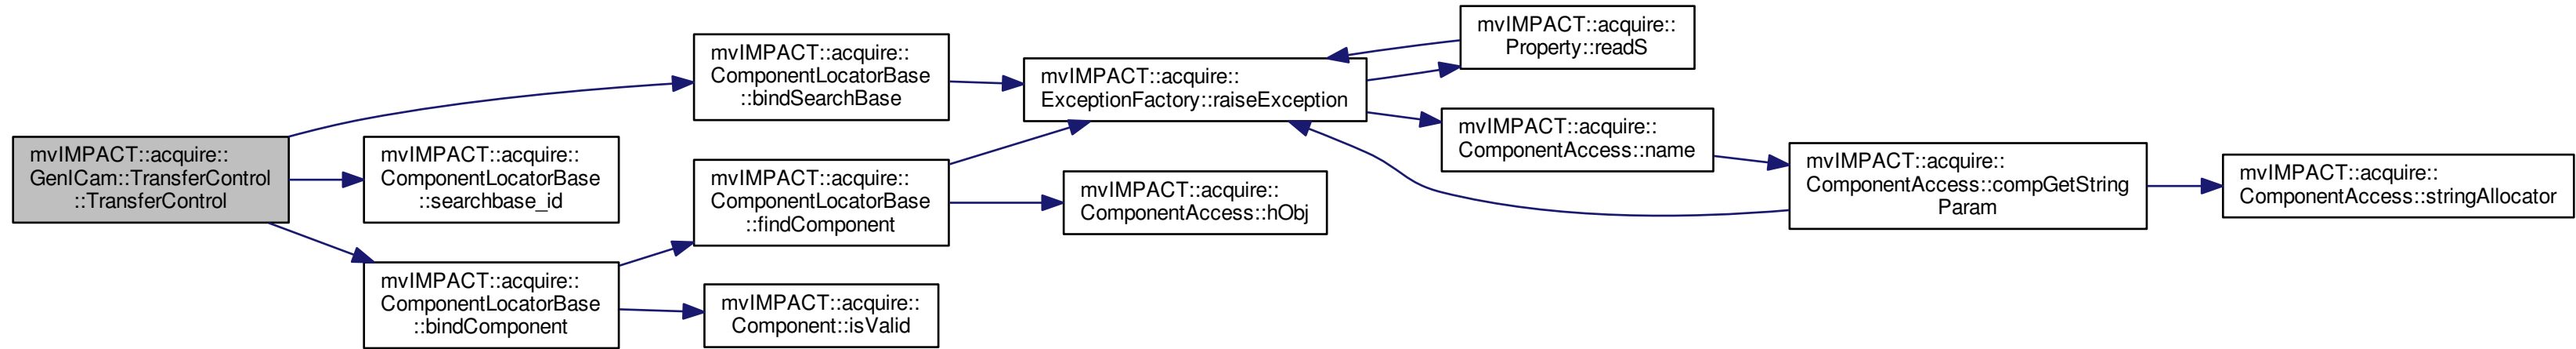 mvIMPACT::acquire::
GenICam::TransferControl
::TransferControl
mvIMPACT::acquire::
ComponentLocatorBase
::bindSearchBase
mvIMPACT::acquire::
ComponentLocatorBase
::searchbase_id
mvIMPACT::acquire::
ComponentLocatorBase
::bindComponent
mvIMPACT::acquire::
ComponentLocatorBase
::findComponent
mvIMPACT::acquire::
Component::isValid
mvIMPACT::acquire::
ExceptionFactory::raiseException
mvIMPACT::acquire::
ComponentAccess::hObj
mvIMPACT::acquire::
Property::readS
mvIMPACT::acquire::
ComponentAccess::name
mvIMPACT::acquire::
ComponentAccess::compGetString
Param
mvIMPACT::acquire::
ComponentAccess::stringAllocator